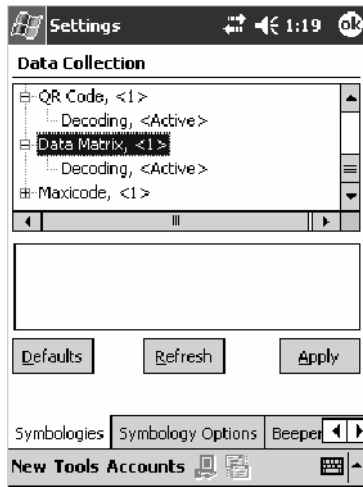 Settings 1:19 ok
Data Collection
QR Code, <1>
Decoding, <Active>
Data Matrix, <1>
Decoding, <Active>
Maxicode, <1>
Defaults Refresh Apply
Symbologies Symbology Options Beeper
New Tools Accounts